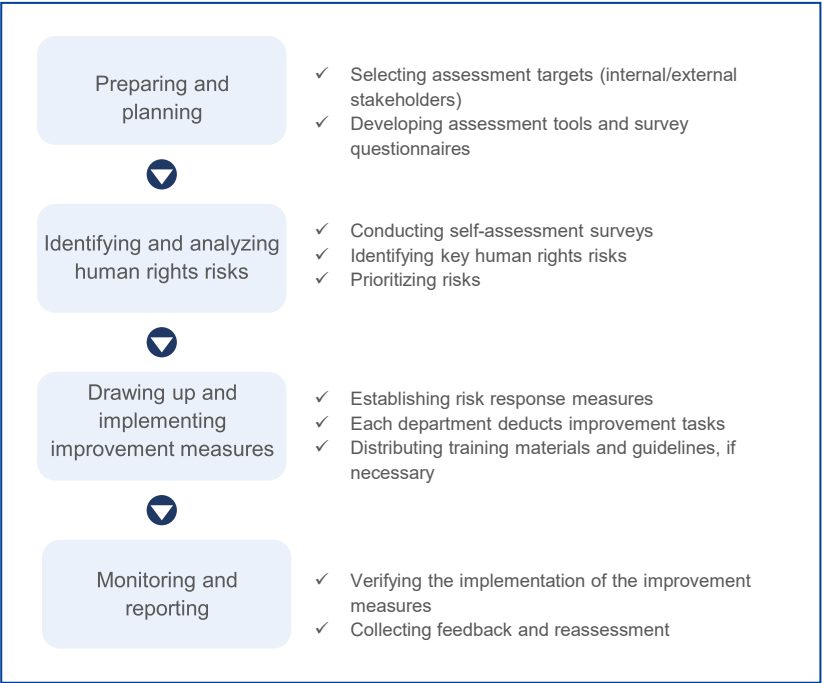 Preparing and
planning
✓ Selecting assessment targets (internal/external
stakeholders)
✓ Developing assessment tools and survey
questionnaires
Identifying and analyzing
human rights risks
✓ Conducting self-assessment surveys
✓ Identifying key human rights risks
✓ Prioritizing risks
Drawing up and
implementing
improvement measures
✓ Establishing risk response measures
✓ Each department deducts improvement tasks
✓ Distributing training materials and guidelines, if
necessary
Monitoring and
reporting
✓ Verifying the implementation of the improvement
measures
✓ Collecting feedback and reassessment